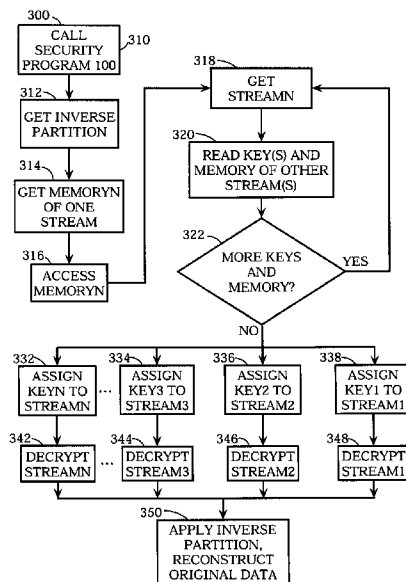 300
CALL
SECURITY
PROGRAM 100
310
312
GET INVERSE
PARTITION
314
GET MEMORYN
OF ONE
STREAM
316
ACCESS
MEMORYN
318
GET
STREAMN
320
READ KEY(S) AND
MEMORY OF OTHER
STREAM(S)
322
MORE KEYS
AND
MEMORY?
YES
NO
332
ASSIGN
KEYN TO
STREAMN
...
334
ASSIGN
KEY3 TO
STREAM3
336
ASSIGN
KEY2 TO
STREAM2
338
ASSIGN
KEY1 TO
STREAM1
342
DECRYPT
STREAMN
...
344
DECRYPT
STREAM3
346
DECRYPT
STREAM2
348
DECRYPT
STREAM1
350
APPLY INVERSE
PARTITION,
RECONSTRUCT
ORIGINAL DATA